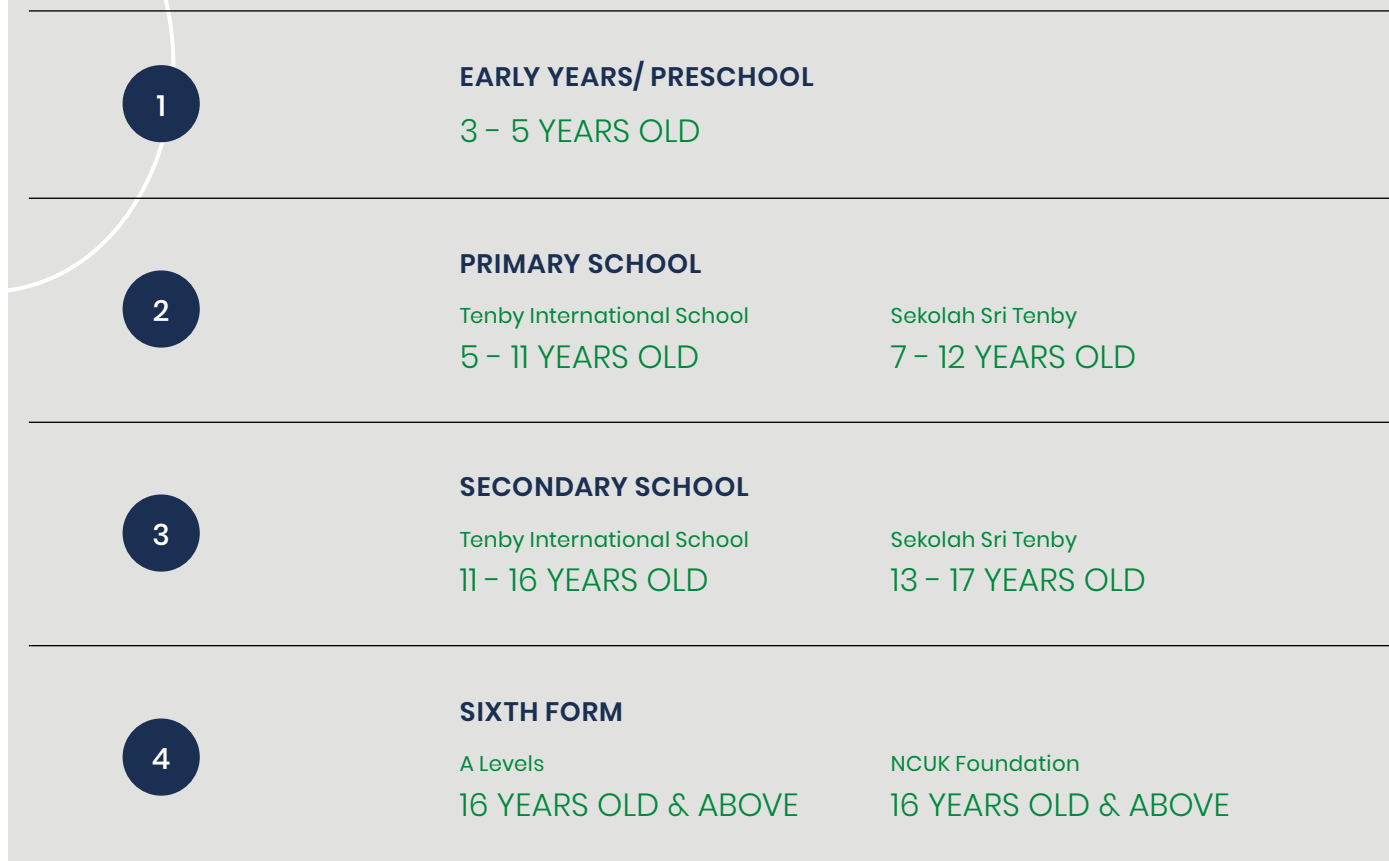 1
EARLY YEARS/ PRESCHOOL
3 - 5 YEARS OLD
2
PRIMARY SCHOOL
Tenby International School
5 - 11 YEARS OLD
Sekolah Sri Tenby
7 - 12 YEARS OLD
3
SECONDARY SCHOOL
Tenby International School
11 - 16 YEARS OLD
Sekolah Sri Tenby
13 - 17 YEARS OLD
4
SIXTH FORM
A Levels
16 YEARS OLD & ABOVE
NCUK Foundation
16 YEARS OLD & ABOVE